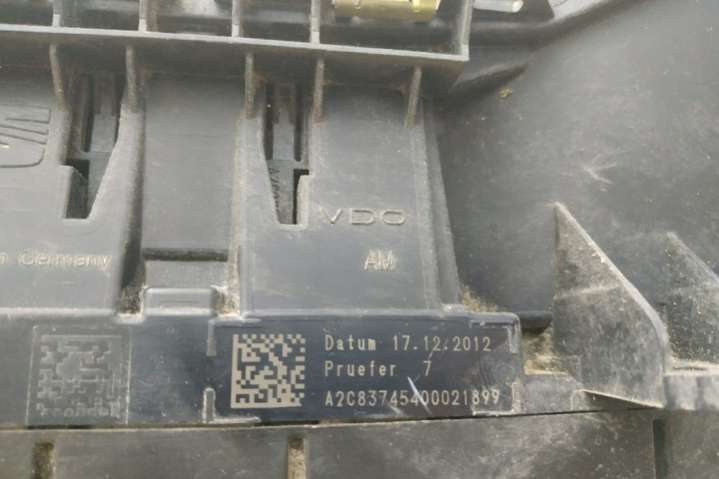 VDO
AM
Germany
Datum 17.12.2012
Pruefer 7
A2C83745400021899